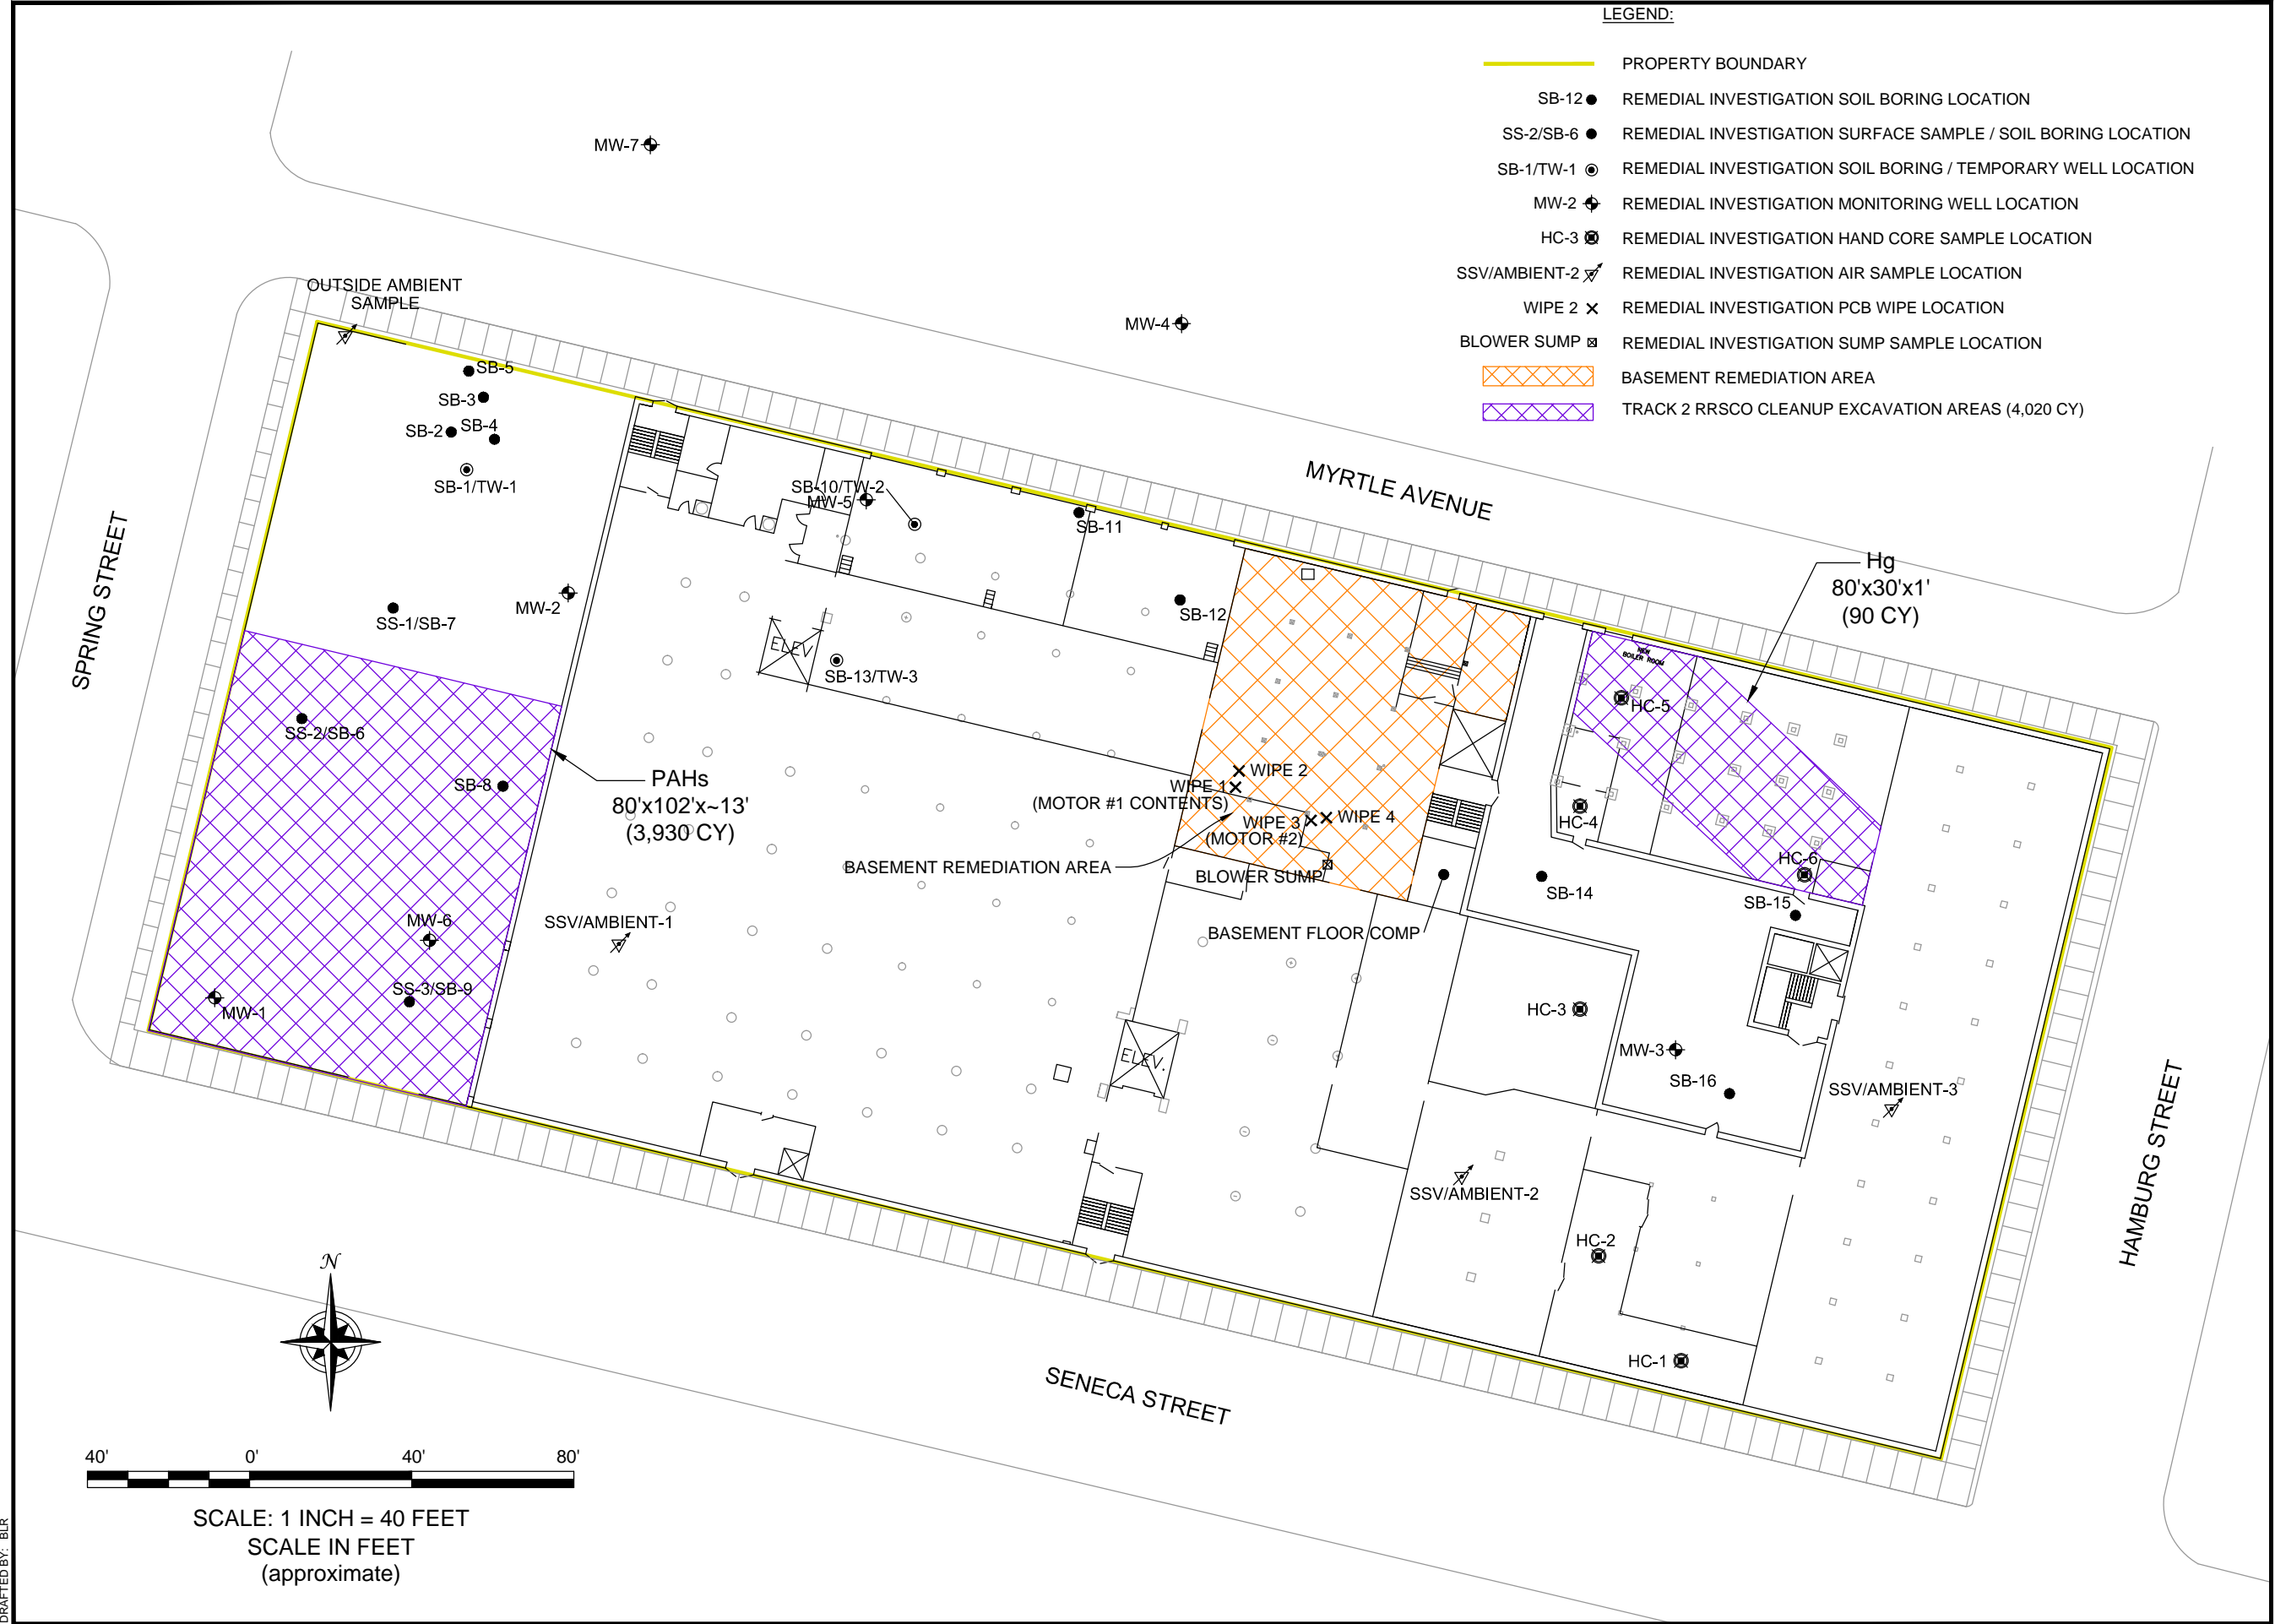 LEGEND:
PROPERTY BOUNDARY
SB-12 REMEDIAL INVESTIGATION SOIL BORING LOCATION
SS-2/SB-6 REMEDIAL INVESTIGATION SURFACE SAMPLE / SOIL BORING LOCATION
SB-1/TW-1 REMEDIAL INVESTIGATION SOIL BORING / TEMPORARY WELL LOCATION
MW-2 REMEDIAL INVESTIGATION MONITORING WELL LOCATION
HC-3 REMEDIAL INVESTIGATION HAND CORE SAMPLE LOCATION
SSV/AMBIENT-2 REMEDIAL INVESTIGATION AIR SAMPLE LOCATION
WIPE 2 REMEDIAL INVESTIGATION PCB WIPE LOCATION
BLOWER SUMP REMEDIAL INVESTIGATION SUMP SAMPLE LOCATION
BASEMENT REMEDIATION AREA
TRACK 2 RRSCO CLEANUP EXCAVATION AREAS (4,020 CY)
MW-7
MW-4
OUTSIDE AMBIENT
SAMPLE
SB-5
SB-3
SB-2
SB-4
SB-1/TW-1
MW-2
SS-1/SB-7
SPRING STREET
MYRTLE AVENUE
SB-10/TW-2
MW-5
SB-11
SB-12
ELEV.
SB-13/TW-3
Hg
80'x30'x1'
(90 CY)
NEW
BOILER ROOM
HC-5
HC-4
HC-6
SB-15
SB-14
SS-2/SB-6
SB-8
PAHs
80'x102'x~13'
(3,930 CY)
WIPE 2
WIPE 1
(MOTOR #1 CONTENTS)
WIPE 3
(MOTOR #2)
WIPE 4
BASEMENT REMEDIATION AREA
BLOWER SUMP
BASEMENT FLOOR COMP
MW-6
SSV/AMBIENT-1
SS-3/SB-9
MW-1
HC-3
MW-3
SB-16
ELEV.
SSV/AMBIENT-3
SSV/AMBIENT-2
HC-2
HC-1
HAMBURG STREET
SENECA STREET
N
40' 0' 40' 80'
SCALE: 1 INCH = 40 FEET
SCALE IN FEET
(approximate)
DRAFTED BY: BLR